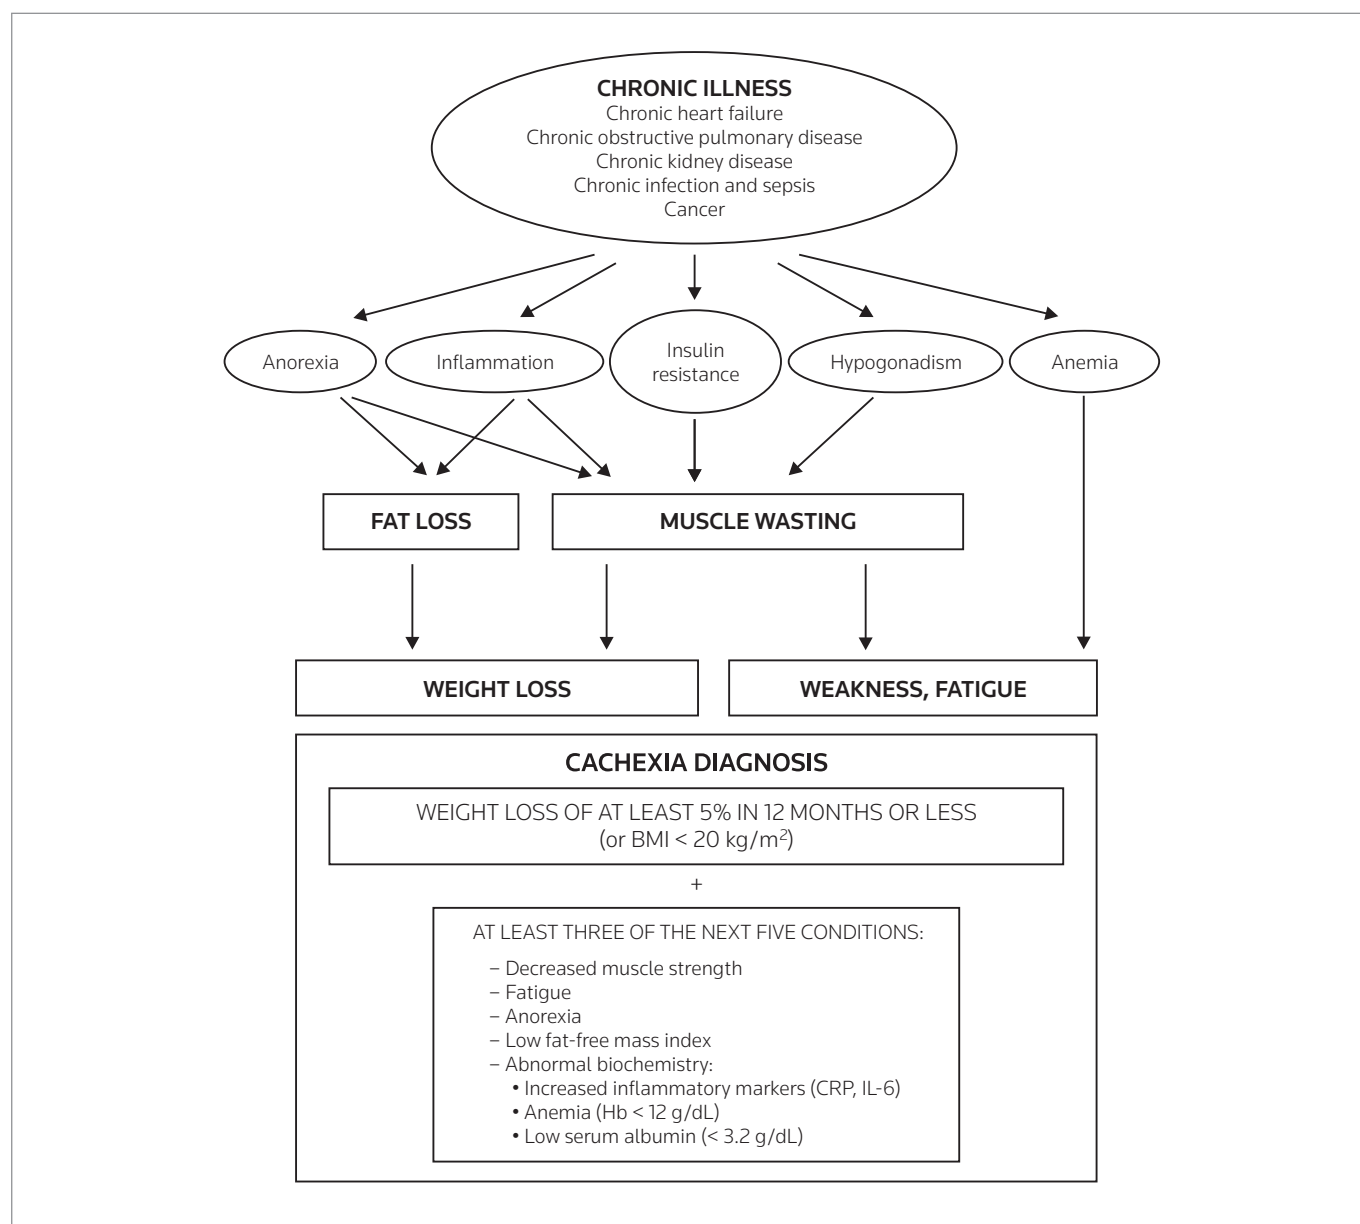 CHRONIC ILLNESS
Chronic heart failure
Chronic obstructive pulmonary disease
Chronic kidney disease
Chronic infection and sepsis
Cancer
Anorexia
Inflammation
Insulin
resistance
Hypogonadism
Anemia
FAT LOSS
MUSCLE WASTING
WEIGHT LOSS
WEAKNESS, FATIGUE
CACHEXIA DIAGNOSIS
WEIGHT LOSS OF AT LEAST 5% IN 12 MONTHS OR LESS
(or BMI < 20 kg/m²)
+
AT LEAST THREE OF THE NEXT FIVE CONDITIONS:
– Decreased muscle strength
– Fatigue
– Anorexia
– Low fat-free mass index
– Abnormal biochemistry:
• Increased inflammatory markers (CRP, IL-6)
• Anemia (Hb < 12 g/dL)
• Low serum albumin (< 3.2 g/dL)